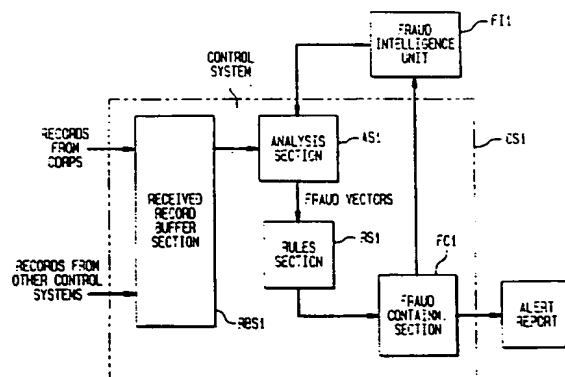 FRAUD
INTELLIGENCE
UNIT
FI1
CONTROL
SYSTEM
RECORDS
FROM
CORPS
ANALYSIS
SECTION
AS1
CS1
RECEIVED
RECORD
BUFFER
SECTION
FRAUD VECTORS
RS1
RULES
SECTION
FC1
RECORDS FROM
OTHER CONTROL
SYSTEMS
RBS1
FRAUD
CONTAINM.
SECTION
ALERT
REPORT